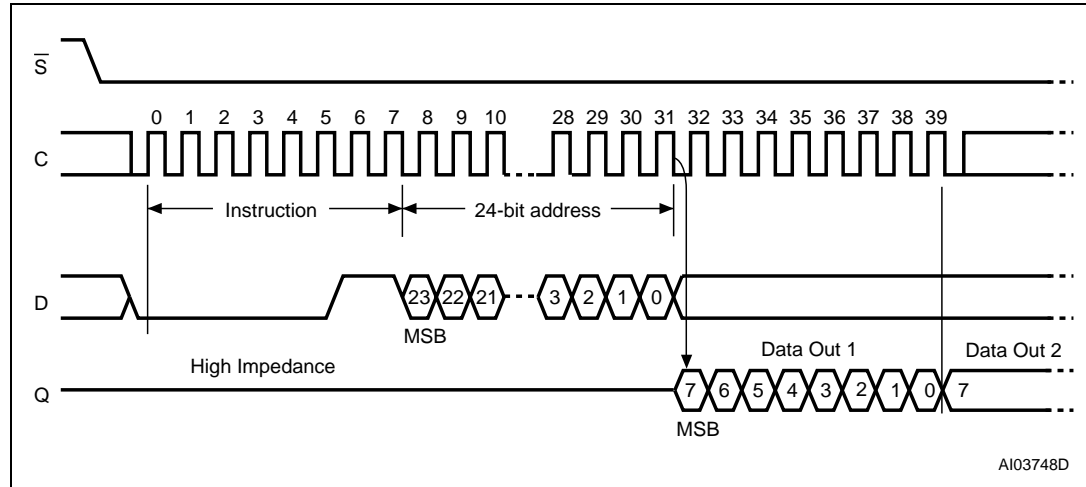 S
0 1 2 3 4 5 6 7 8 9 10 28 29 30 31 32 33 34 35 36 37 38 39
C
Instruction 24-bit address
D 23 22 21 3 2 1 0
MSB
High Impedance Data Out 1 Data Out 2
Q 7 6 5 4 3 2 1 0 7
MSB
AI03748D